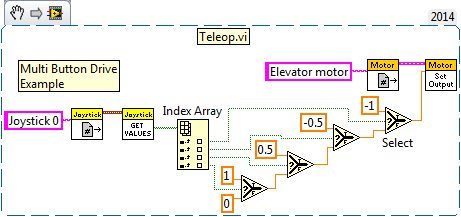 2014
Teleop.vi
Multi Button Drive
Example
Elevator motor
Motor
#
Motor
Set
Output
Joystick 0
Joystick
#
Joystick
GET
VALUES
Index Array
-1
-0.5
0.5
1
0
?
F
?
F
?
F
?
F
Select